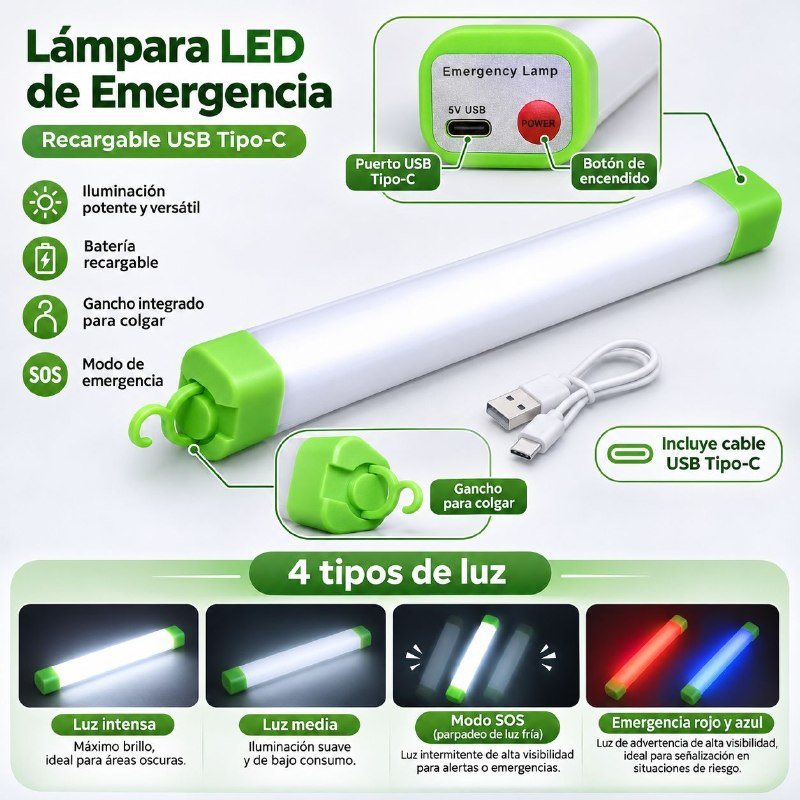 Lámpara LED
de Emergencia
Recargable USB Tipo-C
Iluminación
potente y versátil
Batería
recargable
Gancho integrado
para colgar
SOS
Modo de
emergencia
Emergency Lamp
5V USB
POWER
Puerto USB
Tipo-C
Botón de
encendido
Incluye cable
USB Tipo-C
Gancho
para colgar
4 tipos de luz
Luz intensa
Máximo brillo,
ideal para áreas oscuras.
Luz media
Iluminación suave
y de bajo consumo.
Modo SOS
(parpadeo de luz fría)
Luz intermitente de alta visibilidad
para alertas o emergencias.
Emergencia rojo y azul
Luz de advertencia de alta visibilidad,
ideal para señalización en
situaciones de riesgo.